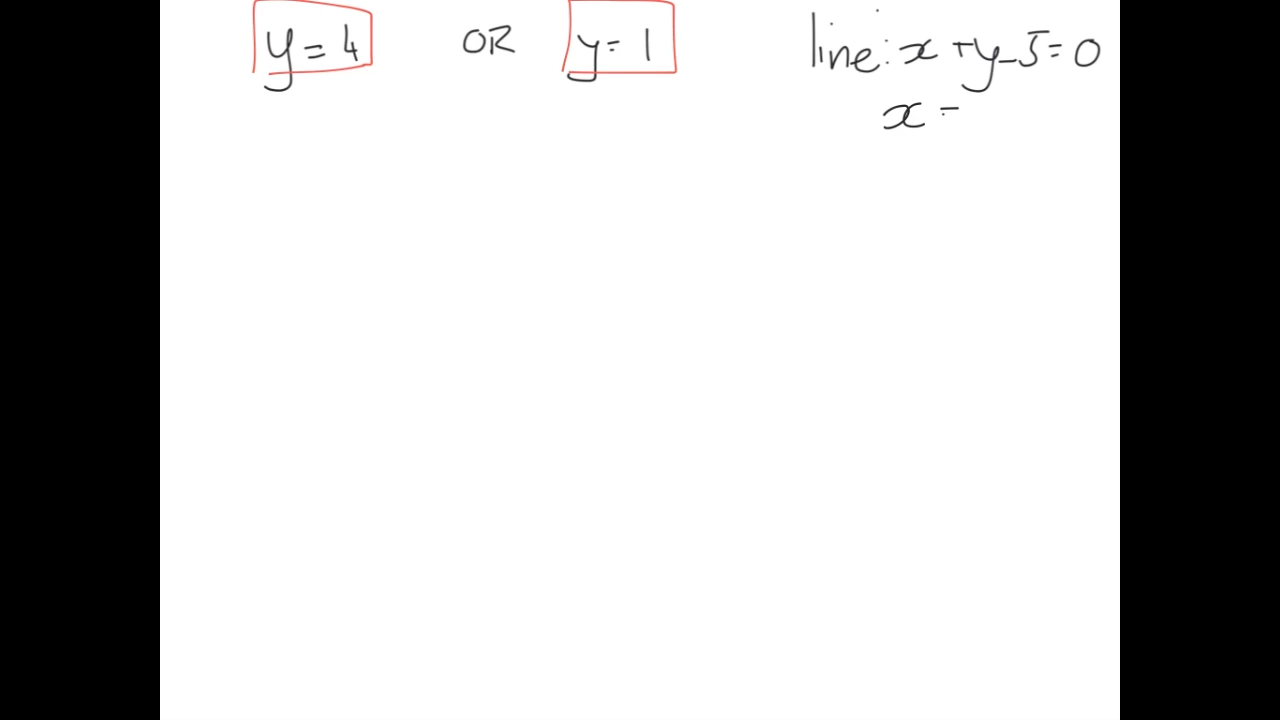 y = 4 OR y = 1 line: x + y - 5 = 0
x =